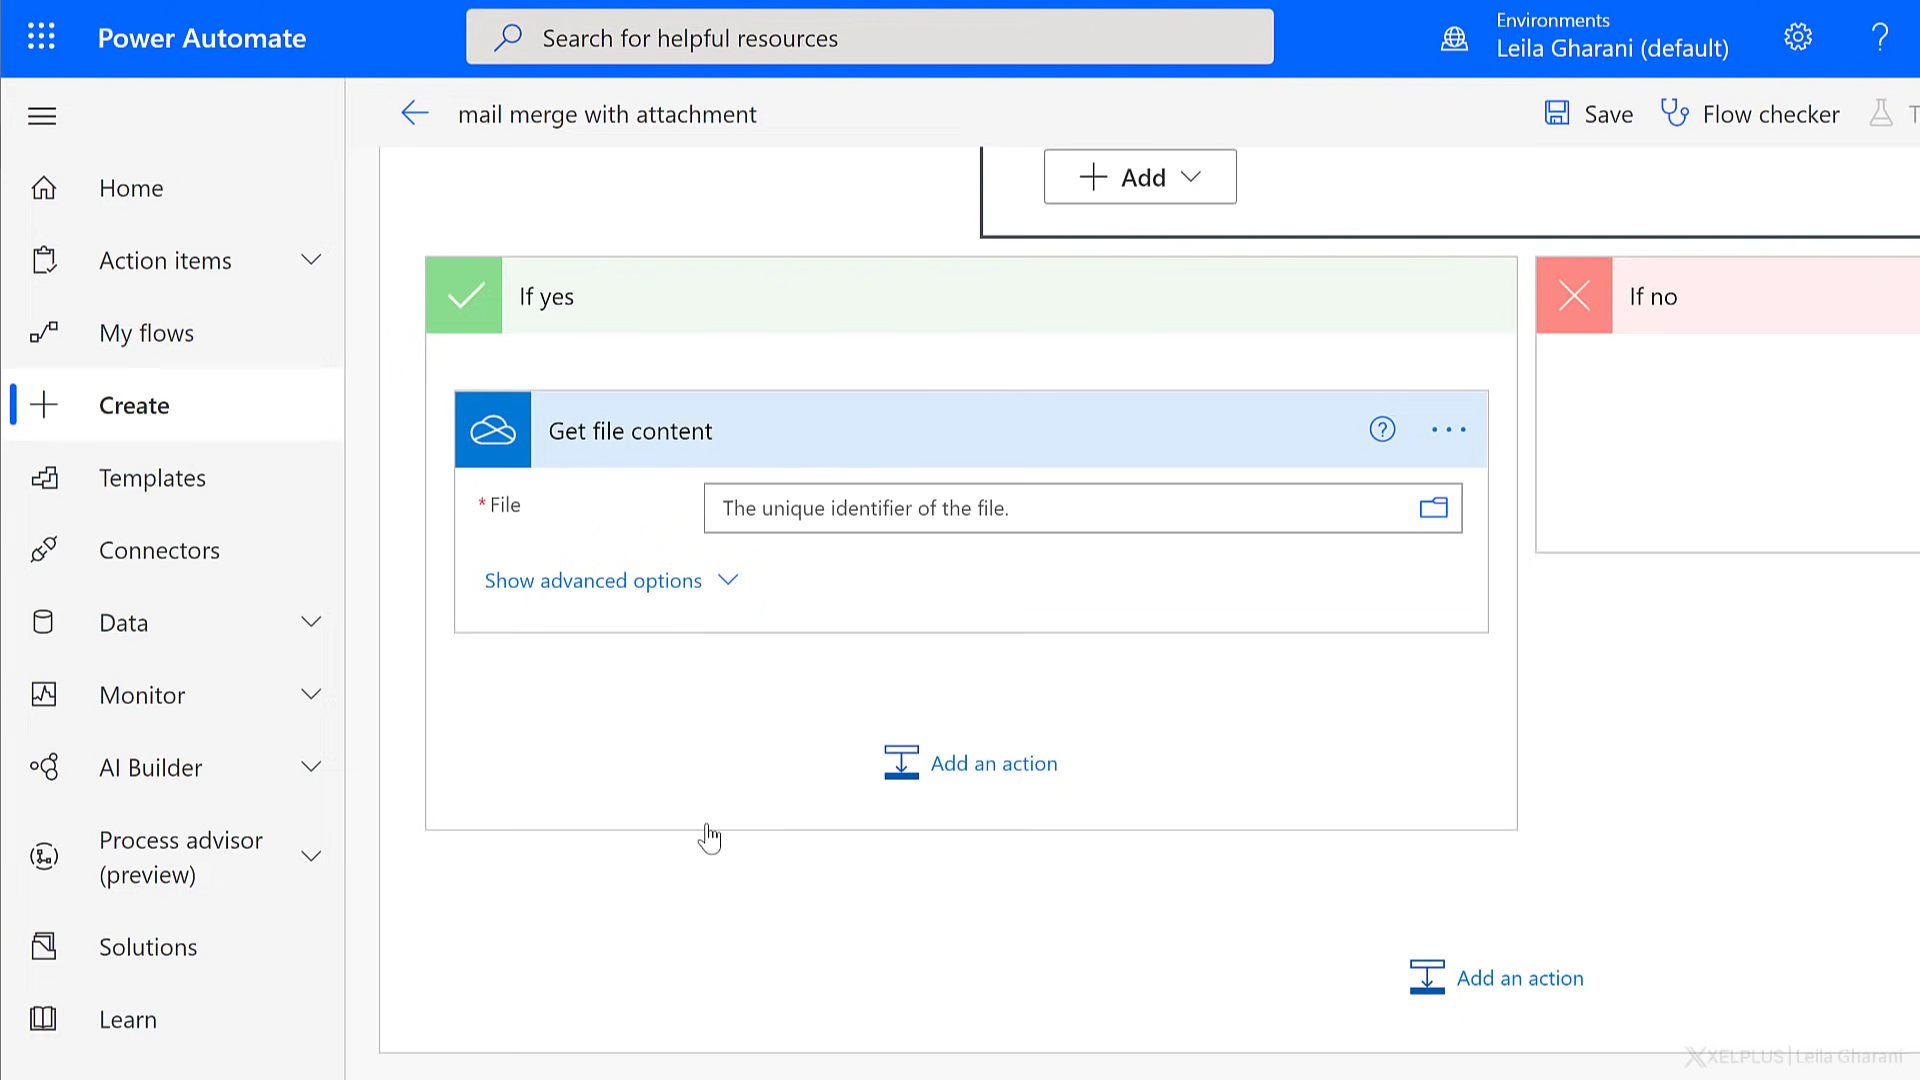 Power Automate
Search for helpful resources
Environments
Leila Gharani (default)
?
mail merge with attachment
Save
Flow checker
T
Home
Action items
My flows
Create
Templates
Connectors
Data
Monitor
AI Builder
Process advisor
(preview)
Solutions
Learn
Add
If yes
If no
Get file content
?
* File
The unique identifier of the file.
Show advanced options
Add an action
Add an action
XELPLUS | Leila Gharani